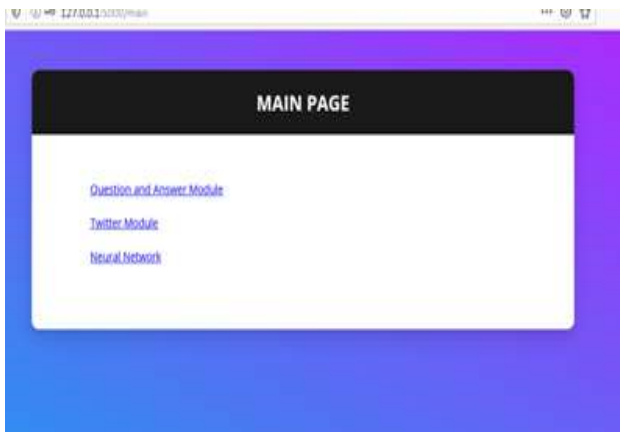 127.0.0.1:5000/main
MAIN PAGE
Question and Answer Module
Twitter Module
Neural Network